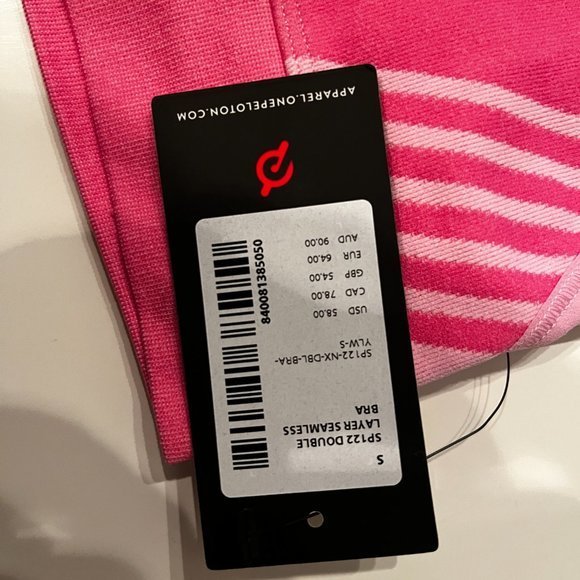 S
SP122 DOUBLE
LAYER SEAMLESS
BRA
SP122-NX-DBL-BRA-
YLW-S
USD 58.00
CAD 78.00
GBP 54.00
EUR 64.00
AUD 90.00
840081385050
APPAREL.ONEPELOTON.COM